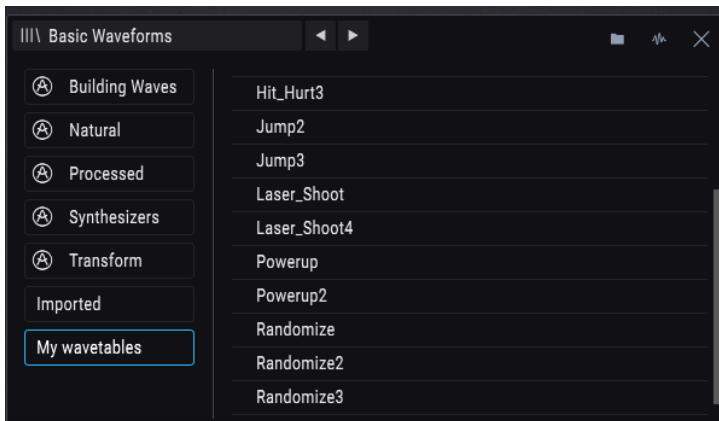 Basic Waveforms
Building Waves
Natural
Processed
Synthesizers
Transform
Imported
My wavetables
Hit_Hurt3
Jump2
Jump3
Laser_Shoot
Laser_Shoot4
Powerup
Powerup2
Randomize
Randomize2
Randomize3